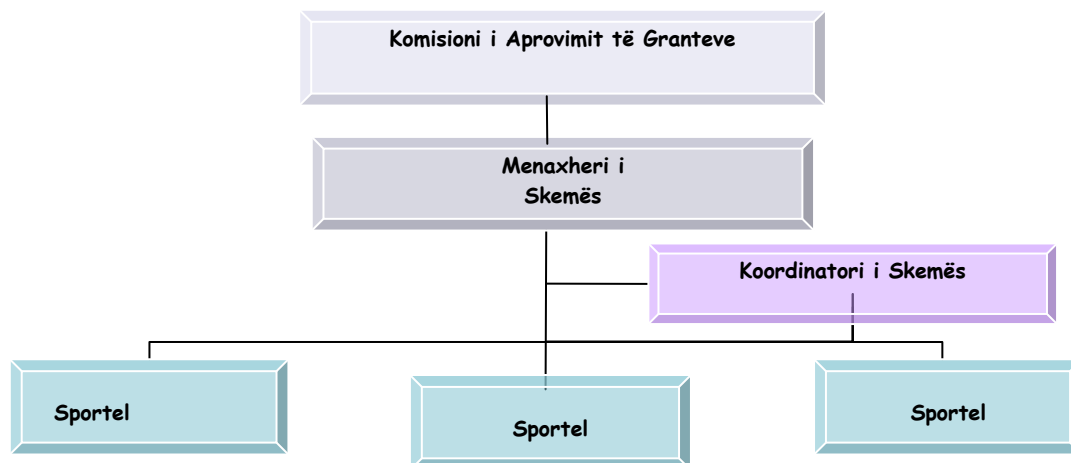 Komisioni i Aprovimit të Granteve
Menaxheri i
Skemës
Koordinatori i Skemës
Sportel
Sportel
Sportel